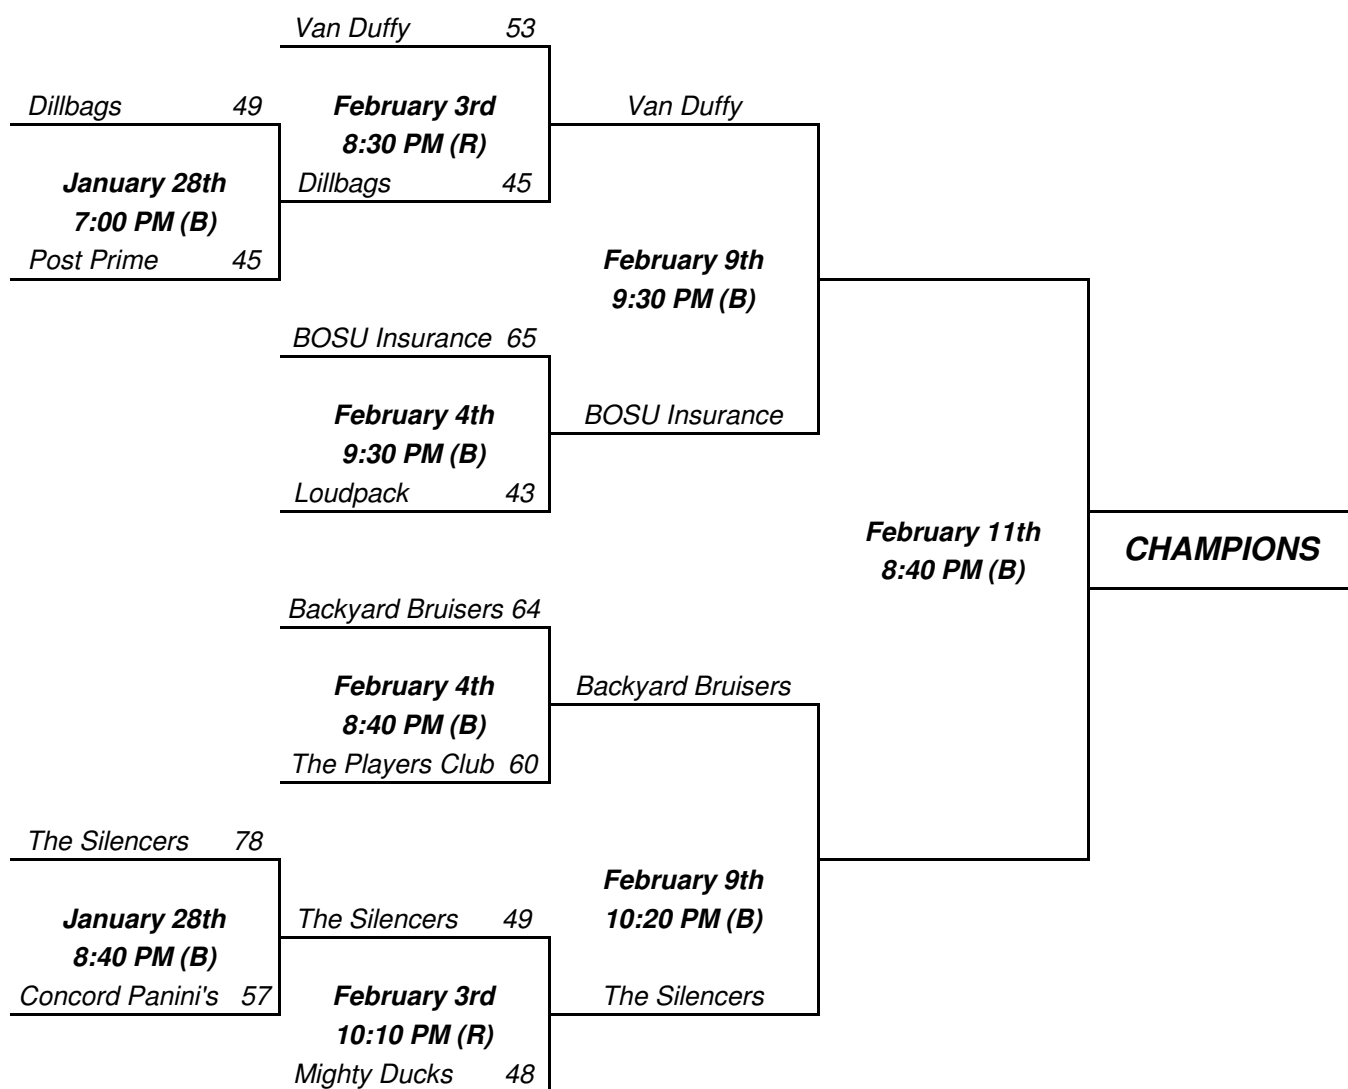 Van Duffy 53
Dillbags 49
February 3rd
8:30 PM (R)
Van Duffy
January 28th
7:00 PM (B)
Dillbags 45
Post Prime 45
February 9th
9:30 PM (B)
BOSU Insurance 65
February 4th
9:30 PM (B)
BOSU Insurance
Loudpack 43
February 11th
8:40 PM (B)
CHAMPIONS
Backyard Bruisers 64
February 4th
8:40 PM (B)
Backyard Bruisers
The Players Club 60
The Silencers 78
February 9th
10:20 PM (B)
January 28th
8:40 PM (B)
The Silencers 49
Concord Panini's 57
February 3rd
10:10 PM (R)
The Silencers
Mighty Ducks 48